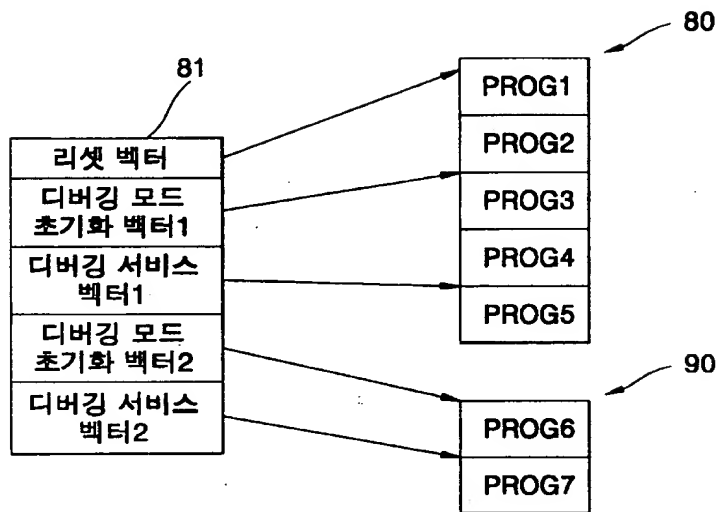 80
81
리셋 벡터
디버깅 모드
초기화 벡터1
디버깅 서비스
벡터1
디버깅 모드
초기화 벡터2
디버깅 서비스
벡터2
PROG1
PROG2
PROG3
PROG4
PROG5
90
PROG6
PROG7